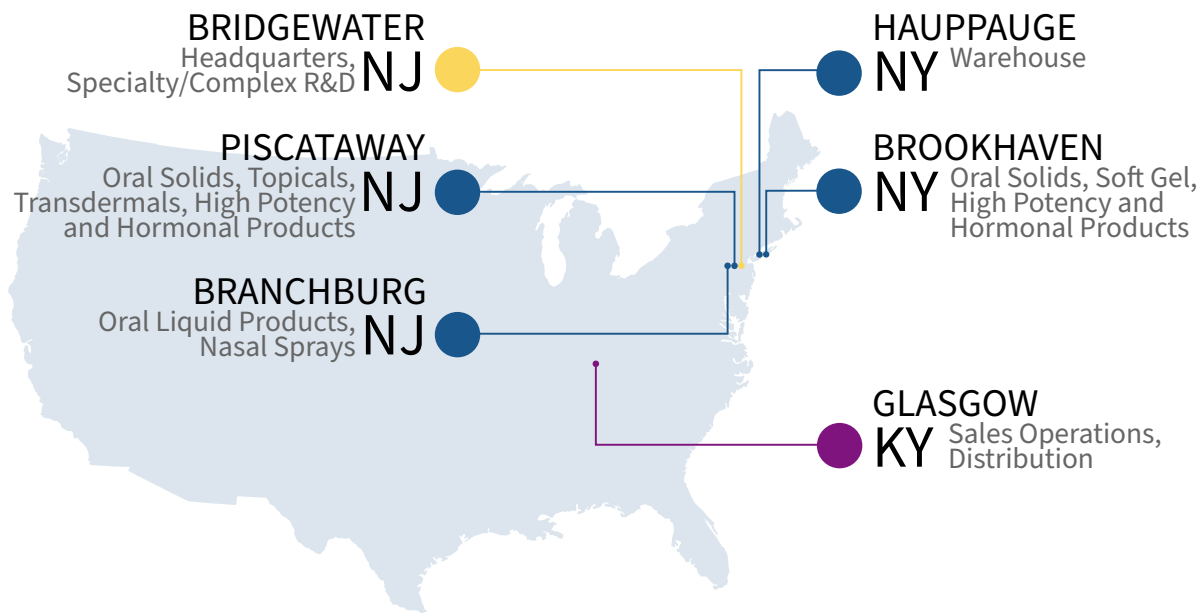 BRIDGEWATER
Headquarters,
Specialty/Complex R&D
NJ
PISCATAWAY
Oral Solids, Topicals,
Transdermals, High Potency
and Hormonal Products
NJ
BRANCHBURG
Oral Liquid Products,
Nasal Sprays
NJ
HAUPPAUGE
NY
Warehouse
BROOKHAVEN
NY
Oral Solids, Soft Gel,
High Potency and
Hormonal Products
GLASGOW
KY
Sales Operations,
Distribution